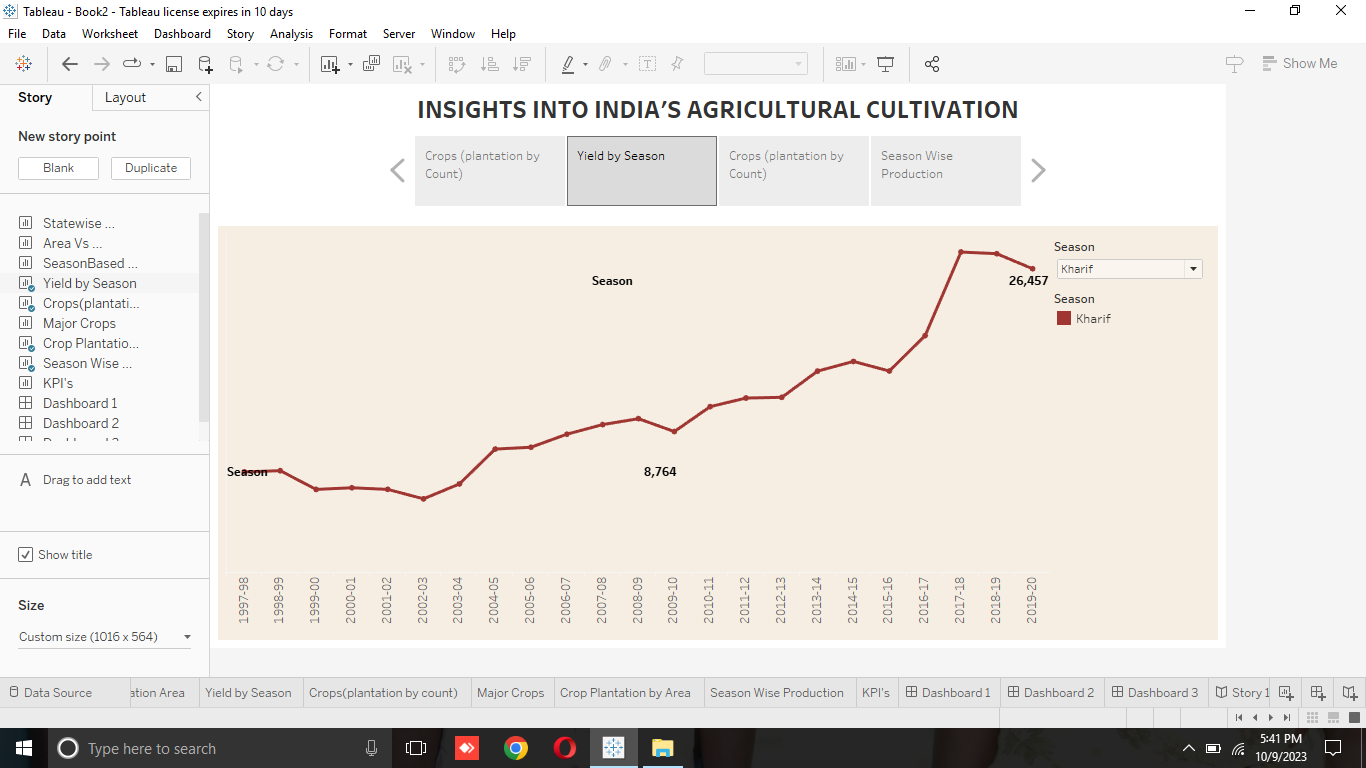 Tableau - Book2 - Tableau license expires in 10 days
File Data Worksheet Dashboard Story Analysis Format Server Window Help
Show Me
Story Layout
New story point
Blank Duplicate
Statewise ...
Area Vs ...
SeasonBased ...
Yield by Season
Crops(plantati...
Major Crops
Crop Plantatio...
Season Wise ...
KPI's
Dashboard 1
Dashboard 2
A Drag to add text
Show title
Size
Custom size (1016 x 564)
INSIGHTS INTO INDIA’S AGRICULTURAL CULTIVATION
Crops (plantation by
Count)
Yield by Season
Crops (plantation by
Count)
Season Wise
Production
Season
26,457
Season
8,764
1997-98
1998-99
1999-00
2000-01
2001-02
2002-03
2003-04
2004-05
2005-06
2006-07
2007-08
2008-09
2009-10
2010-11
2011-12
2012-13
2013-14
2014-15
2015-16
2016-17
2017-18
2018-19
2019-20
Season
Kharif
Season
Kharif
Data Source ation Area Yield by Season Crops(plantation by count) Major Crops Crop Plantation by Area Season Wise Production KPI's Dashboard 1 Dashboard 2 Dashboard 3 Story 1
Type here to search
5:41 PM
10/9/2023